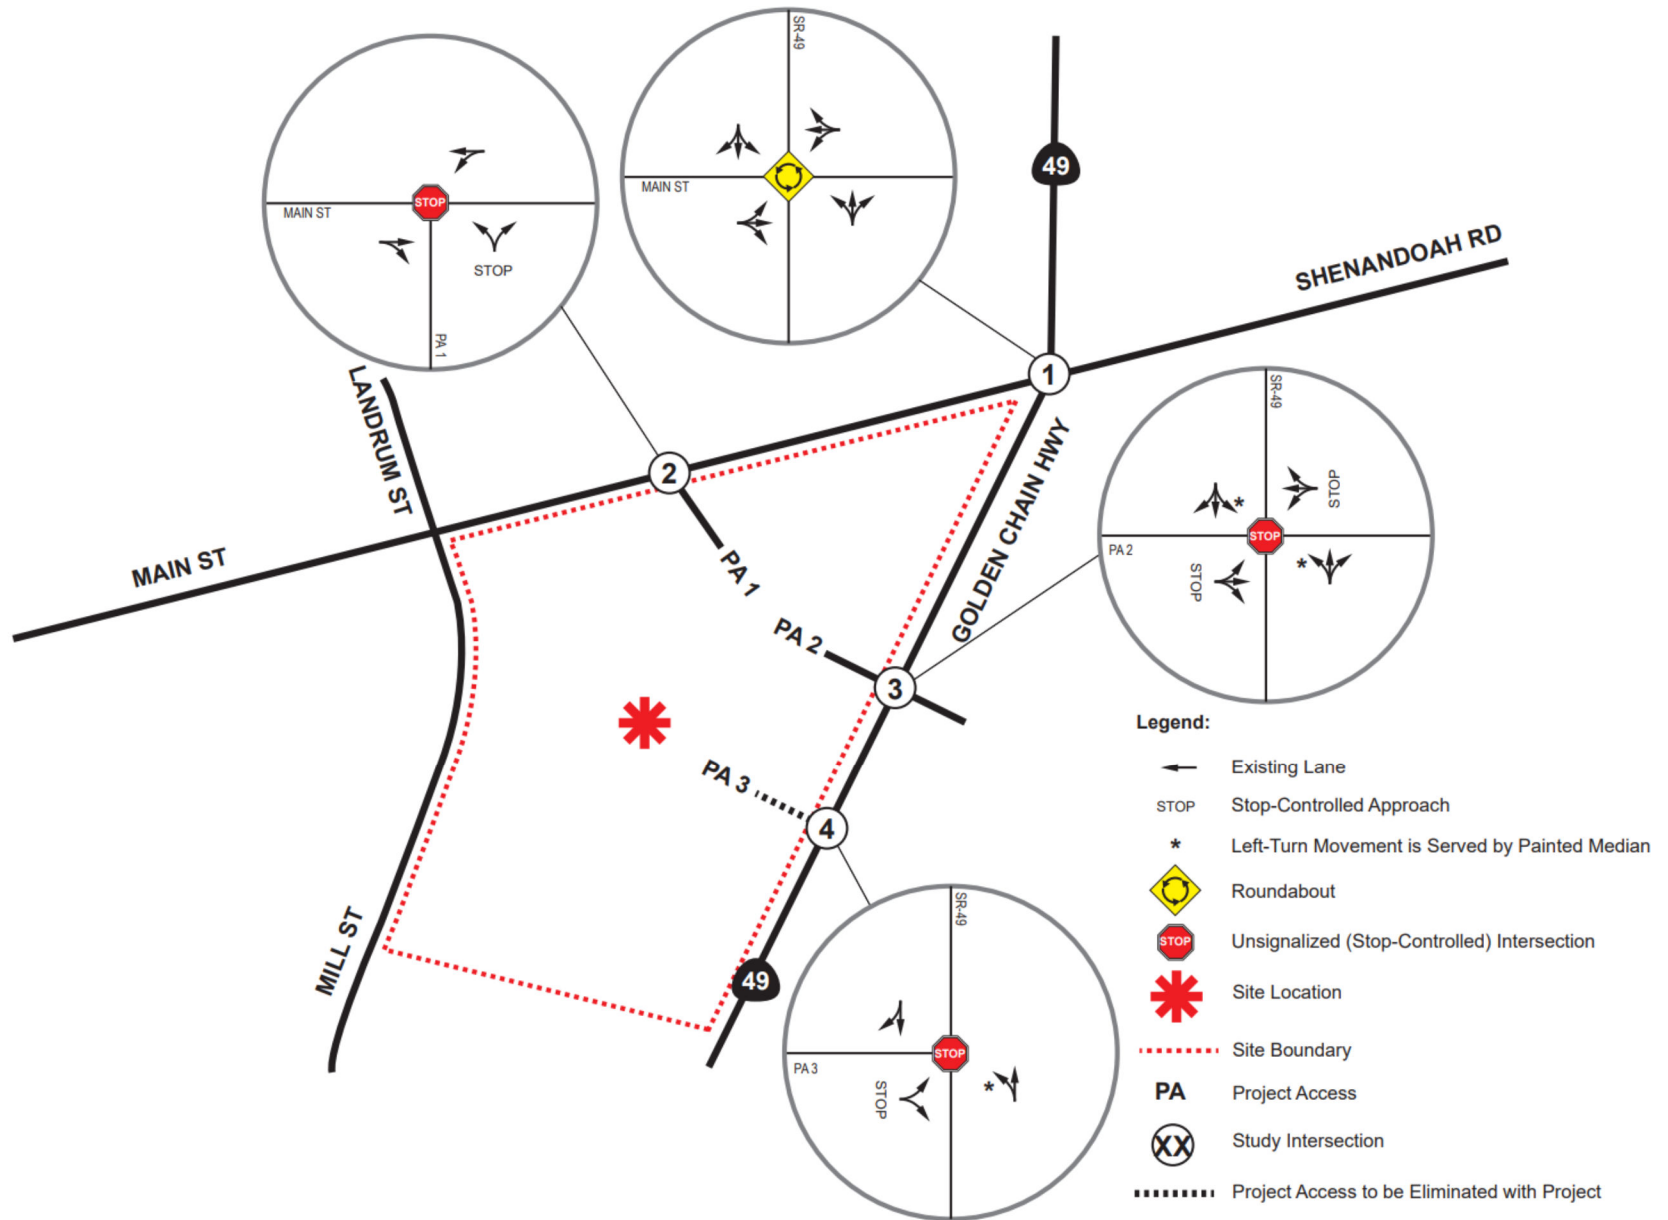 SR-49
MAIN ST
STOP
STOP
PA 1
SR-49
MAIN ST
49
SHENANDOAH RD
1
LANDRUM ST
2
MAIN ST
PA 1
GOLDEN CHAIN HWY
PA 2
3
SR-49
STOP
STOP
PA 2
*
*
STOP
PA 3
4
MILL ST
49
SR-49
STOP
PA 3
*
STOP
Legend:
Existing Lane
STOP Stop-Controlled Approach
* Left-Turn Movement is Served by Painted Median
Roundabout
STOP Unsignalized (Stop-Controlled) Intersection
Site Location
Site Boundary
PA Project Access
XX Study Intersection
Project Access to be Eliminated with Project